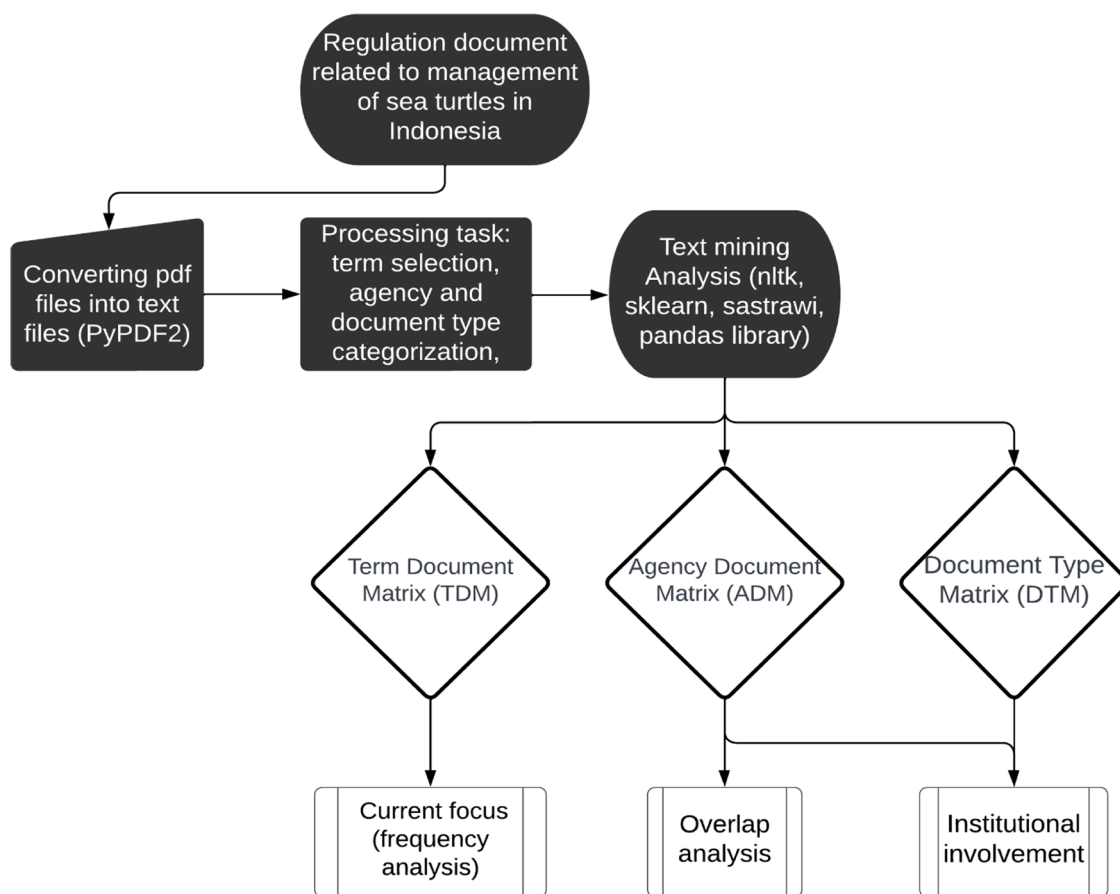 Regulation document
related to management
of sea turtles in
Indonesia
Converting pdf
files into text
files (PyPDF2)
Processing task:
term selection,
agency and
document type
categorization,
Text mining
Analysis (nltk,
sklearn, sastrawi,
pandas library)
Term Document
Matrix (TDM)
Agency Document
Matrix (ADM)
Document Type
Matrix (DTM)
Current focus
(frequency
analysis)
Overlap
analysis
Institutional
involvement